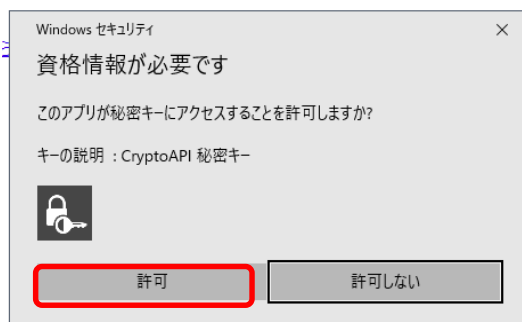 Windows セキュリティ
資格情報が必要です
このアプリが秘密キーにアクセスすることを許可しますか?
キーの説明 : CryptoAPI 秘密キー
許可
許可しない